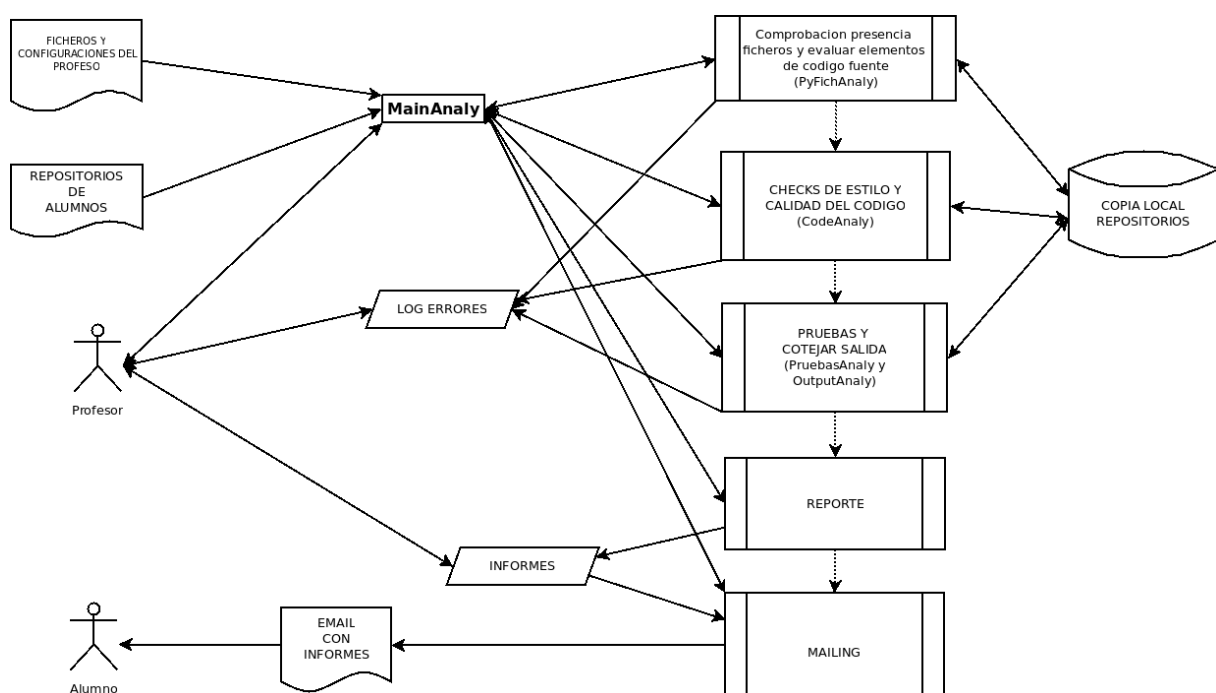 FICHEROS Y
CONFIGURACIONES DEL
PROFESO
Comprobacion presencia
ficheros y evaluar elementos
de codigo fuente
(PyFichAnaly)
MainAnaly
REPOSITORIOS
DE
ALUMNOS
CHECKS DE ESTILO Y
CALIDAD DEL CODIGO
(CodeAnaly)
COPIA LOCAL
REPOSITORIOS
LOG ERRORES
PRUEBAS Y
COTEJAR SALIDA
(PruebasAnaly y
OutputAnaly)
Profesor
REPORTE
INFORMES
EMAIL
CON
INFORMES
MAILING
Alumno